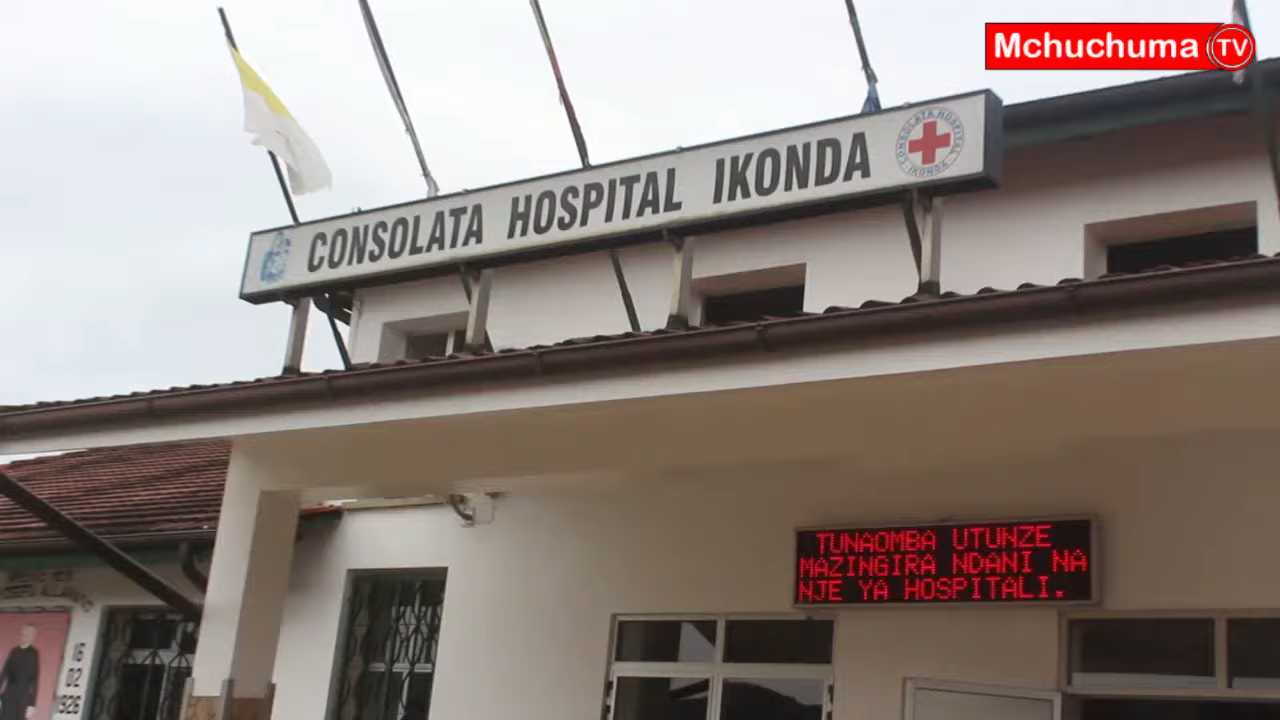 Mchuchuma TV
CONSOLATA HOSPITAL IKONDA
CONSOLATA HOSPITAL
IKONDA
TUNAOMBA UTUNZE
MAZINGIRA NDANI NA
NJE YA HOSPITALI.
16
02
1926